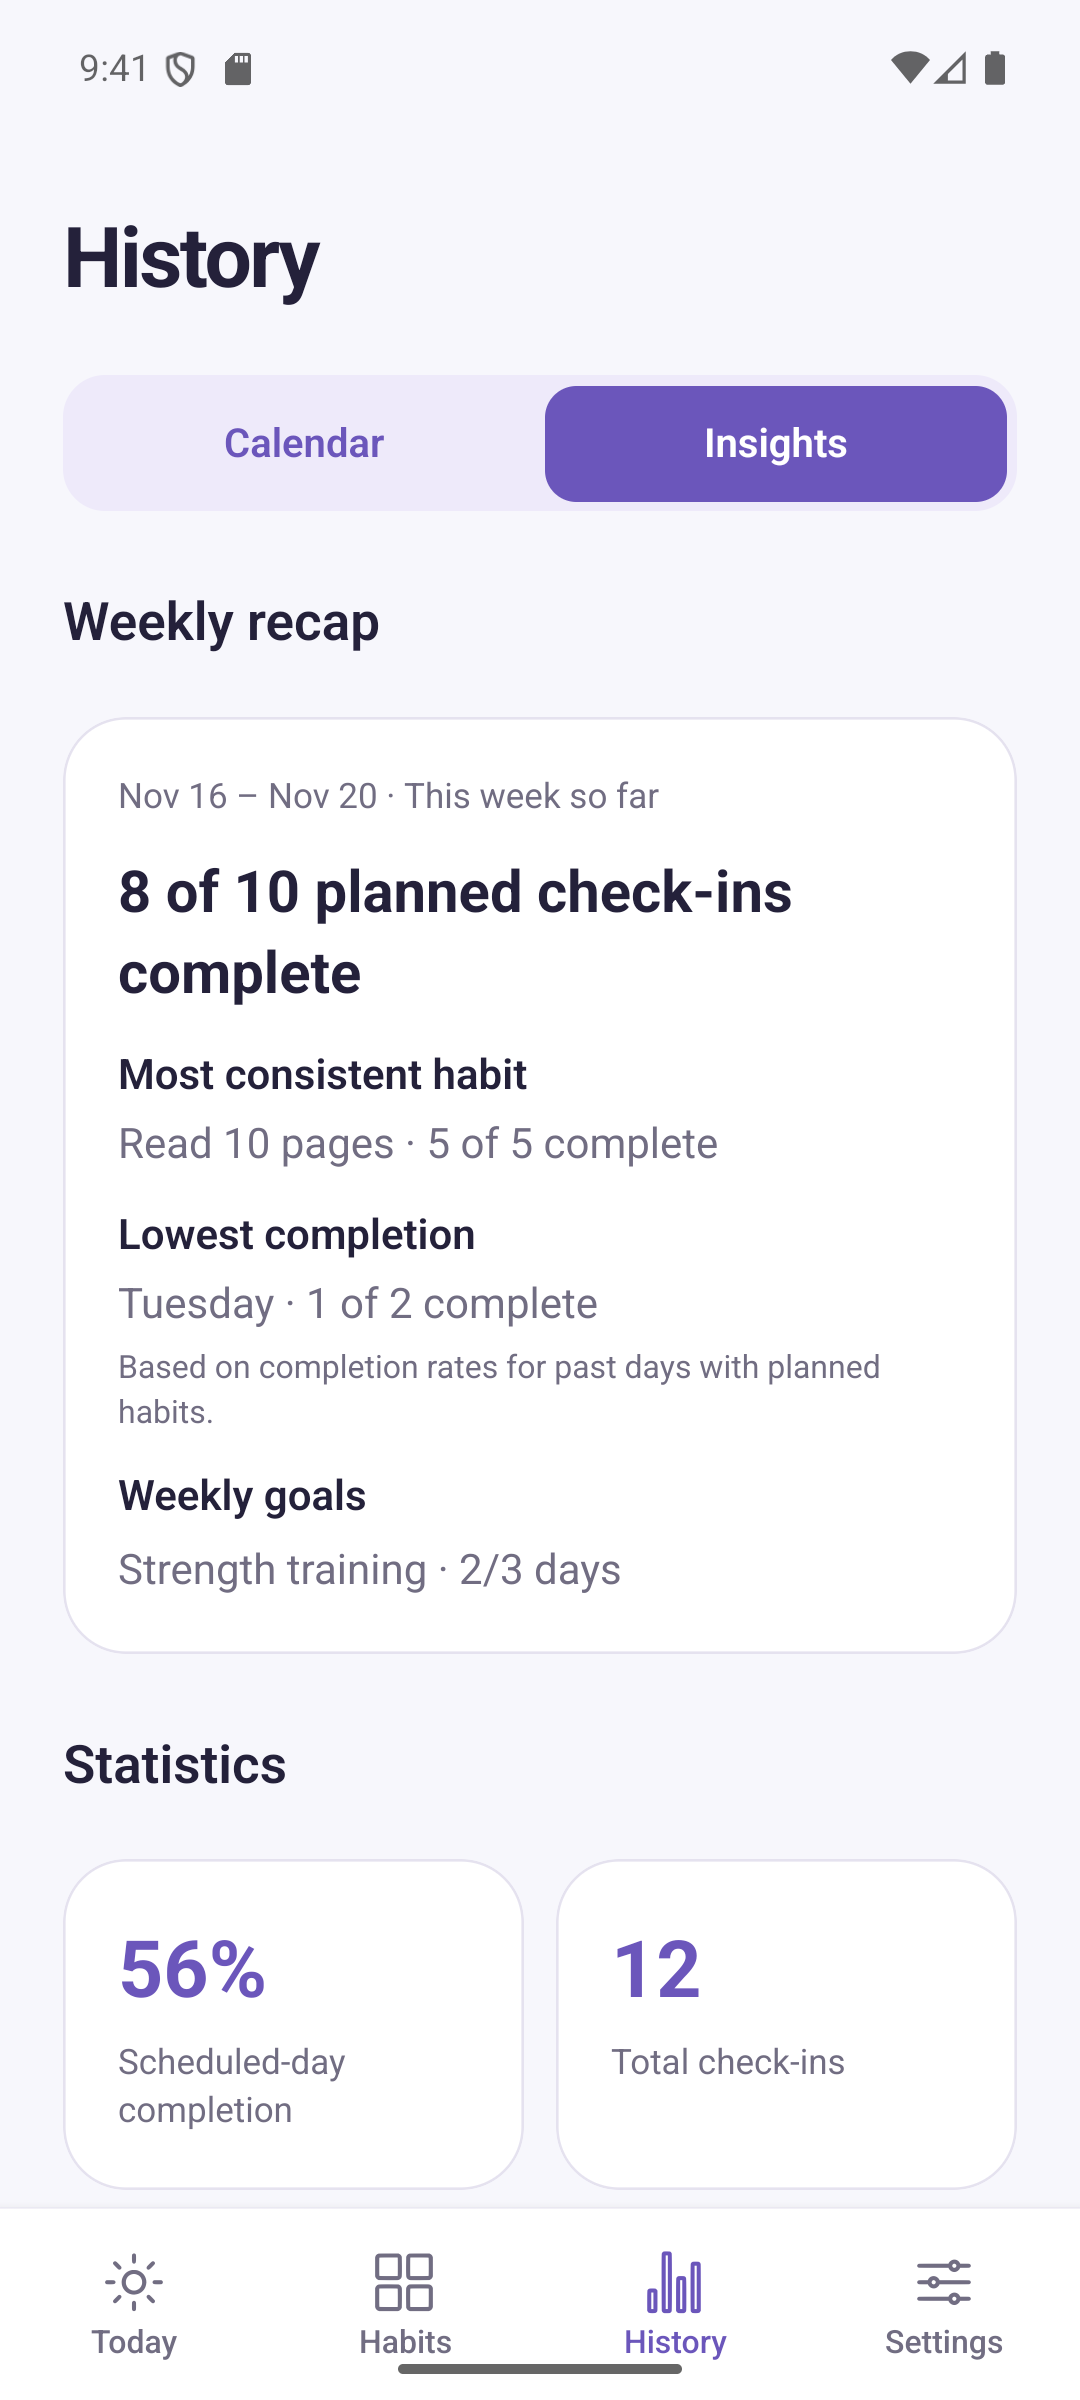 9:41
History
Calendar
Insights
Weekly recap
Nov 16 – Nov 20 · This week so far
8 of 10 planned check-ins
complete
Most consistent habit
Read 10 pages · 5 of 5 complete
Lowest completion
Tuesday · 1 of 2 complete
Based on completion rates for past days with planned
habits.
Weekly goals
Strength training · 2/3 days
Statistics
56%
Scheduled-day
completion
12
Total check-ins
Today
Habits
History
Settings